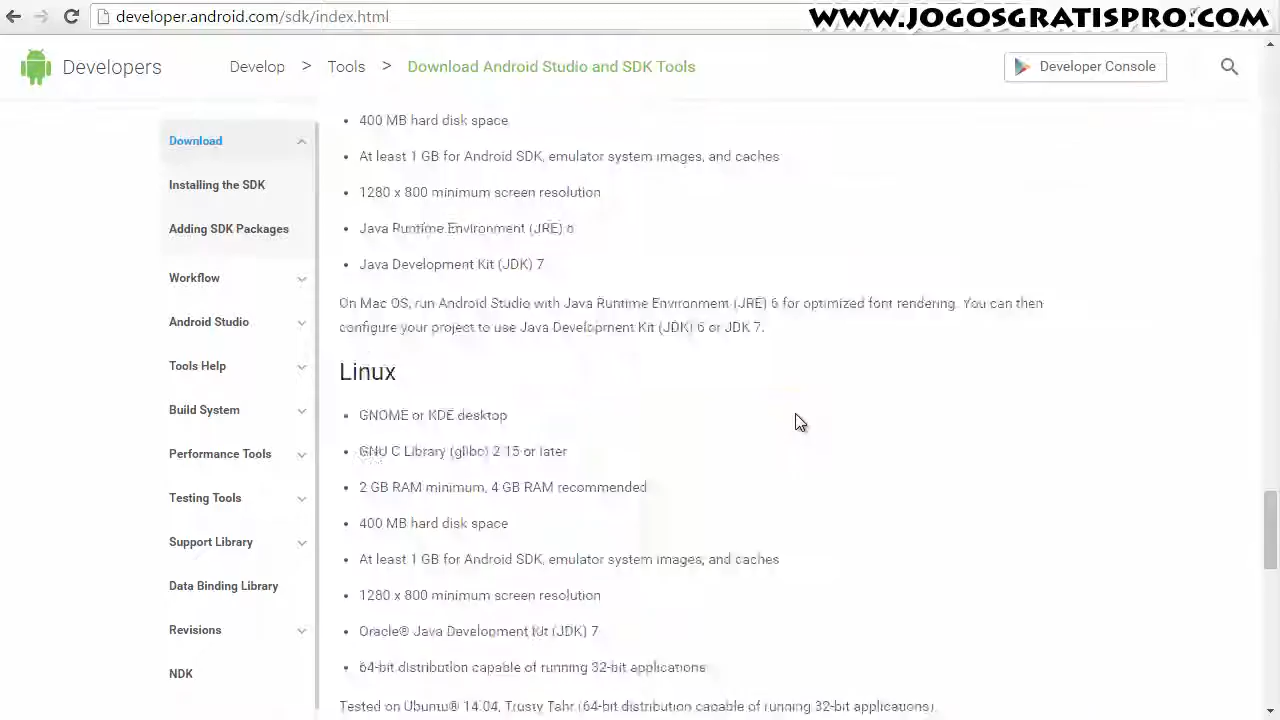 developer.android.com/sdk/index.html
WWW.JOGOSGRATISPRO.COM
Developers
Develop > Tools > Download Android Studio and SDK Tools
Developer Console
Download
Installing the SDK
Adding SDK Packages
Workflow
Android Studio
Tools Help
Build System
Performance Tools
Testing Tools
Support Library
Data Binding Library
Revisions
NDK
• 400 MB hard disk space
• At least 1 GB for Android SDK, emulator system images, and caches
• 1280 x 800 minimum screen resolution
• Java Runtime Environment (JRE) 6
• Java Development Kit (JDK) 7
On Mac OS, run Android Studio with Java Runtime Environment (JRE) 6 for optimized font rendering. You can then
configure your project to use Java Development Kit (JDK) 6 or JDK 7.
Linux
• GNOME or KDE desktop
• GNU C Library (glibc) 2.15 or later
• 2 GB RAM minimum, 4 GB RAM recommended
• 400 MB hard disk space
• At least 1 GB for Android SDK, emulator system images, and caches
• 1280 x 800 minimum screen resolution
• Oracle® Java Development Kit (JDK) 7
• 64-bit distribution capable of running 32-bit applications
Tested on Ubuntu® 14.04, Trusty Tahr (64-bit distribution capable of running 32-bit applications).